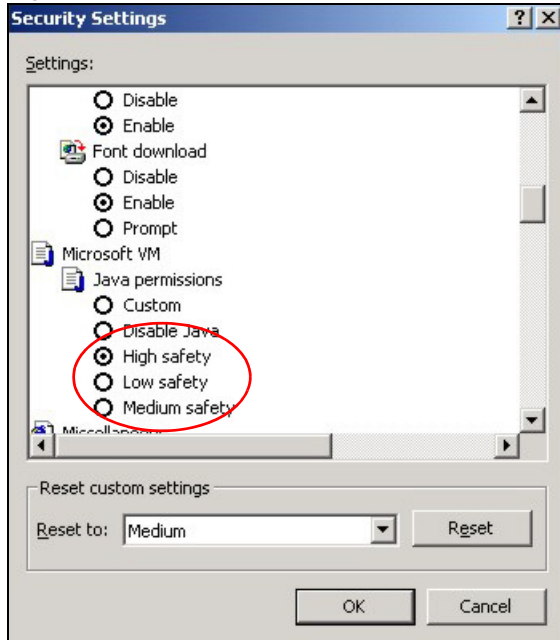 Security Settings
Settings:
Disable
Enable
Font download
Disable
Enable
Prompt
Microsoft VM
Java permissions
Custom
Disable Java
High safety
Low safety
Medium safety
Miscellaneous
Reset custom settings
Reset to: Medium Reset
OK Cancel